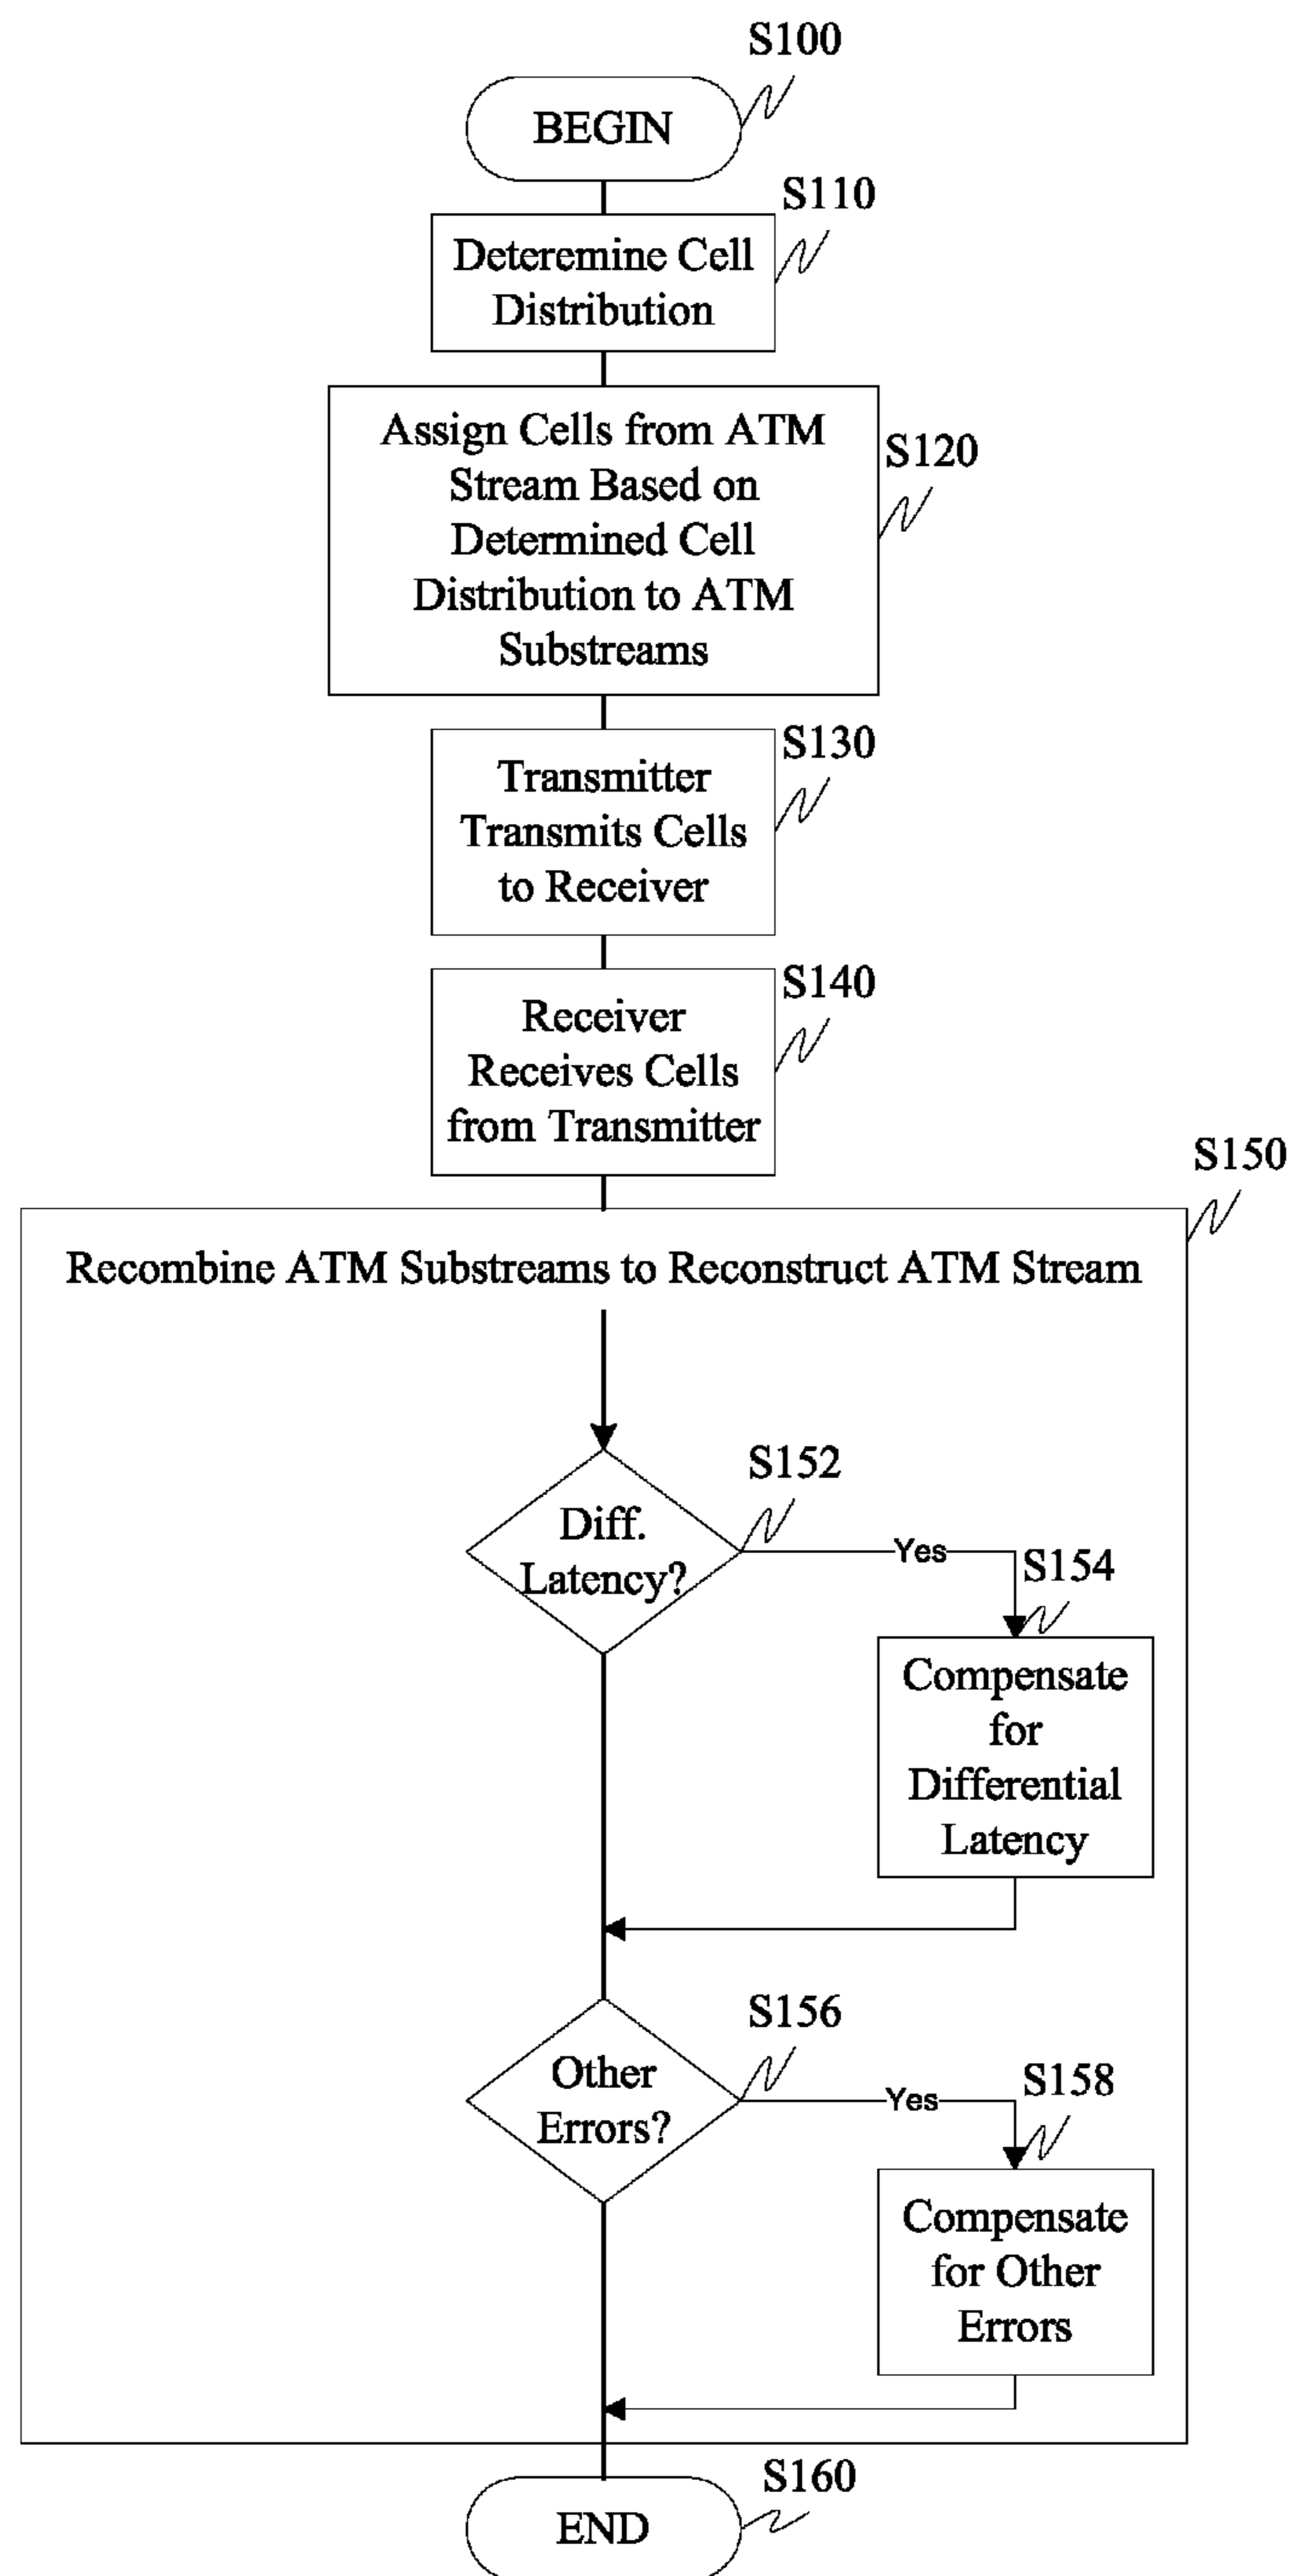 S100
BEGIN
S110
Deteremine Cell
Distribution
Assign Cells from ATM
Stream Based on
Determined Cell
Distribution to ATM
Substreams
S120
S130
Transmitter
Transmits Cells
to Receiver
S140
Receiver
Receives Cells
from Transmitter
S150
Recombine ATM Substreams to Reconstruct ATM Stream
S152
Diff.
Latency?
Yes
S154
Compensate
for
Differential
Latency
S156
Other
Errors?
Yes
S158
Compensate
for Other
Errors
S160
END